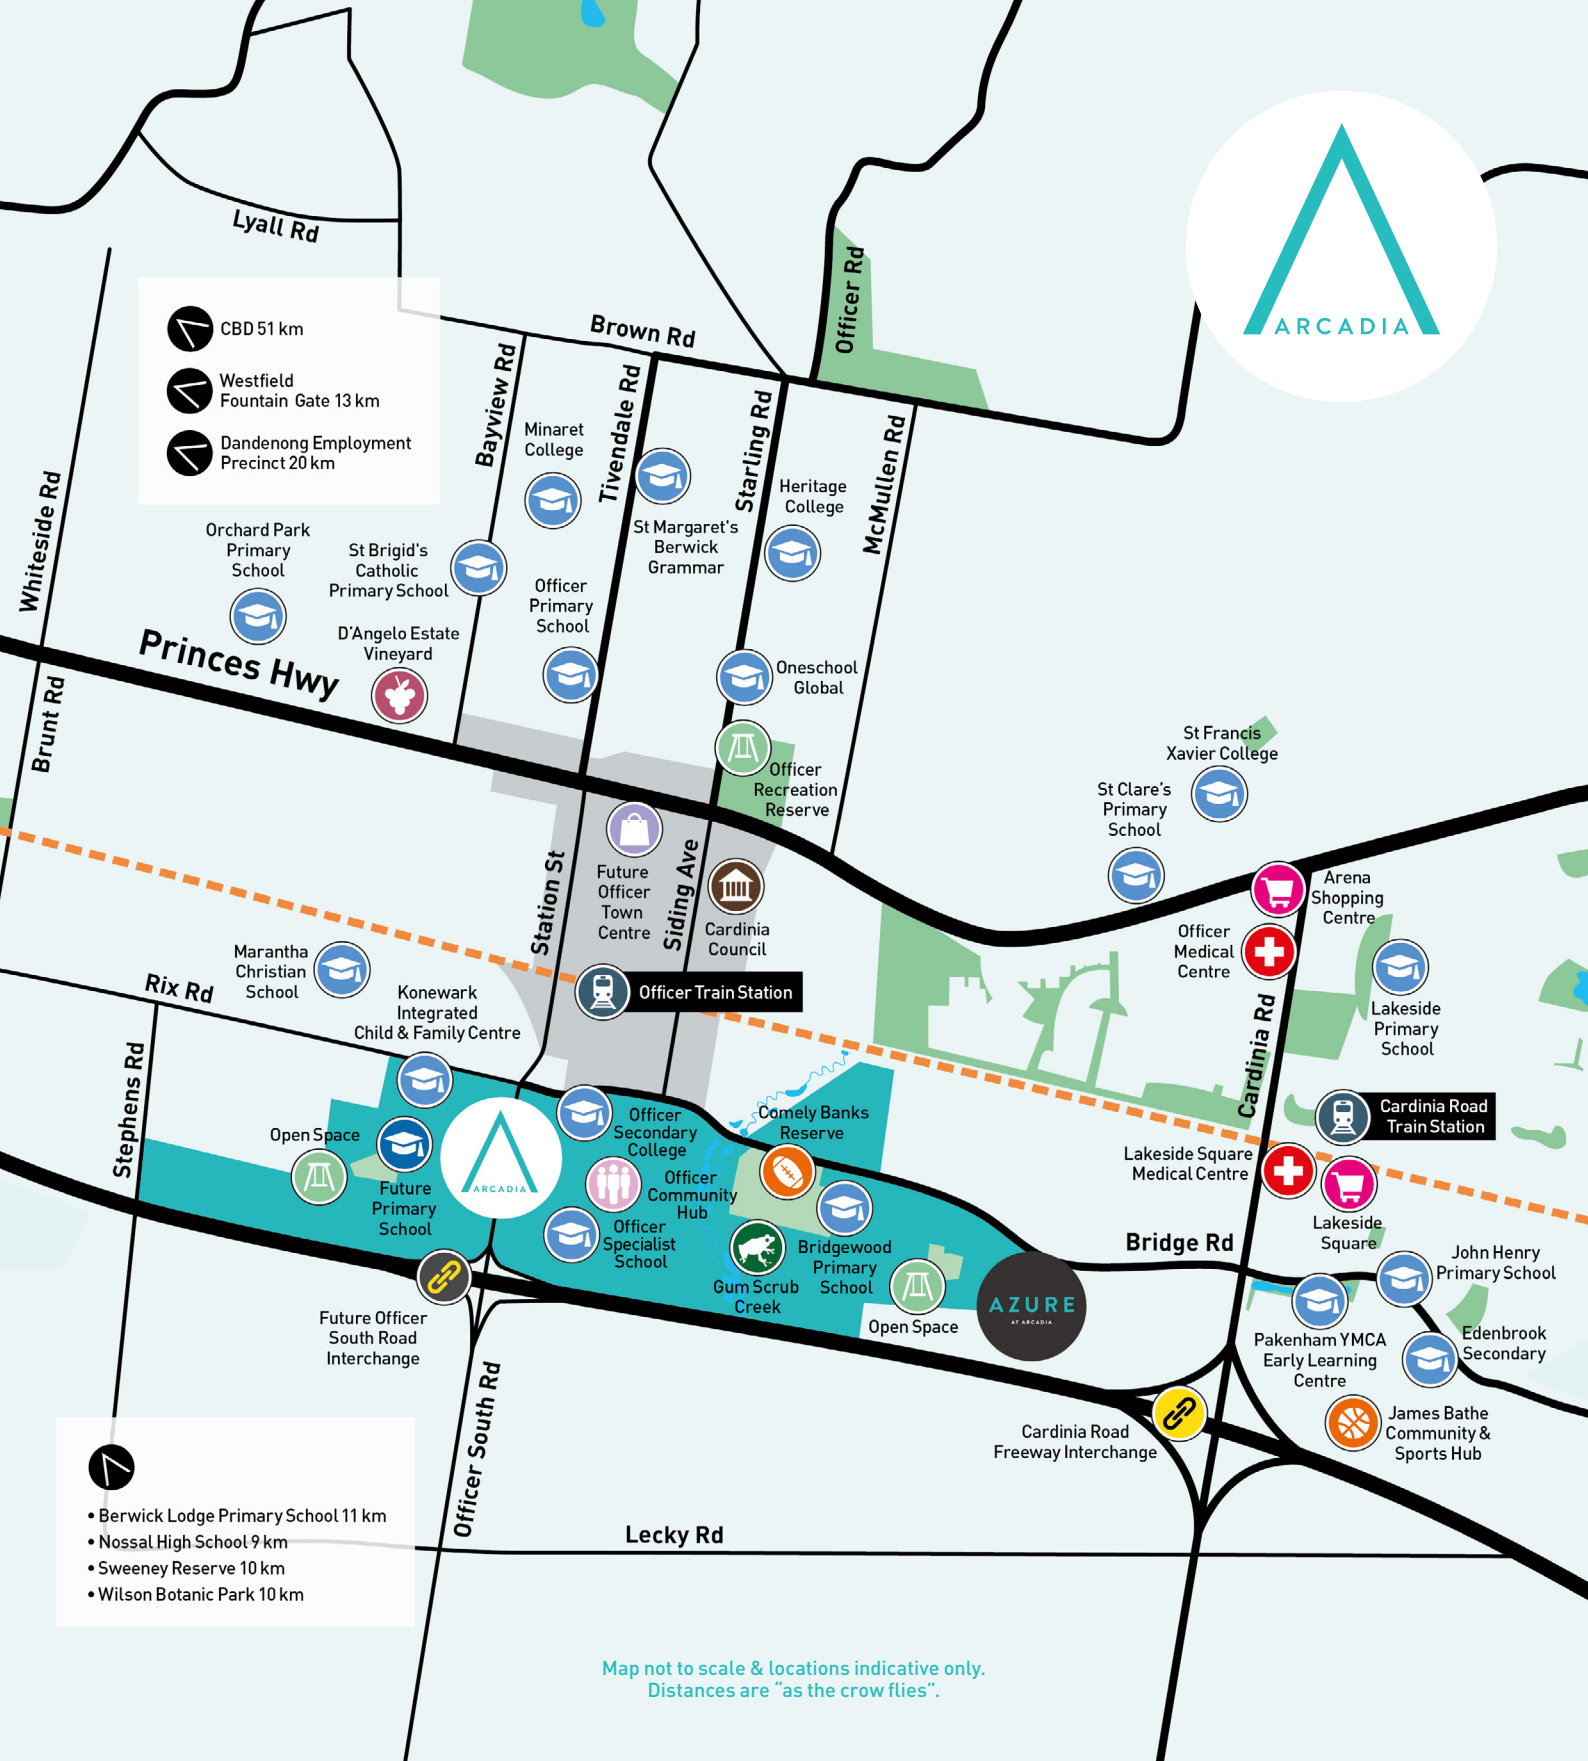 ARCADIA
Lyall Rd
Officer Rd
CBD 51 km
Westfield
Fountain Gate 13 km
Dandenong Employment
Precinct 20 km
Brown Rd
Bayview Rd
Tivendale Rd
Starling Rd
McMullen Rd
Whiteside Rd
Minaret
College
Heritage
College
St Margaret's
Berwick
Grammar
Orchard Park
Primary
School
St Brigid's
Catholic
Primary School
Officer
Primary
School
D'Angelo Estate
Vineyard
Princes Hwy
Brunt Rd
Oneschool
Global
Officer
Recreation
Reserve
St Francis
Xavier College
St Clare's
Primary
School
Station St
Siding Ave
Future
Officer
Town
Centre
Cardinia
Council
Arena
Shopping
Centre
Officer
Medical
Centre
Marantha
Christian
School
Rix Rd
Konewark
Integrated
Child & Family Centre
Officer Train Station
Cardinia Rd
Lakeside
Primary
School
Stephens Rd
Open Space
Future
Primary
School
ARCADIA
Officer
Secondary
College
Officer
Community
Hub
Officer
Specialist
School
Comely Banks
Reserve
Bridgewood
Primary
School
Gum Scrub
Creek
Open Space
AZURE
AT ARCADIA
Cardinia Road
Train Station
Lakeside Square
Medical Centre
Lakeside
Square
Bridge Rd
John Henry
Primary School
Pakenham YMCA
Early Learning
Centre
Edenbrook
Secondary
James Bathe
Community &
Sports Hub
Future Officer
South Road
Interchange
Officer South Rd
Cardinia Road
Freeway Interchange
• Berwick Lodge Primary School 11 km
• Nossal High School 9 km
• Sweeney Reserve 10 km
• Wilson Botanic Park 10 km
Lecky Rd
Map not to scale & locations indicative only.
Distances are “as the crow flies”.